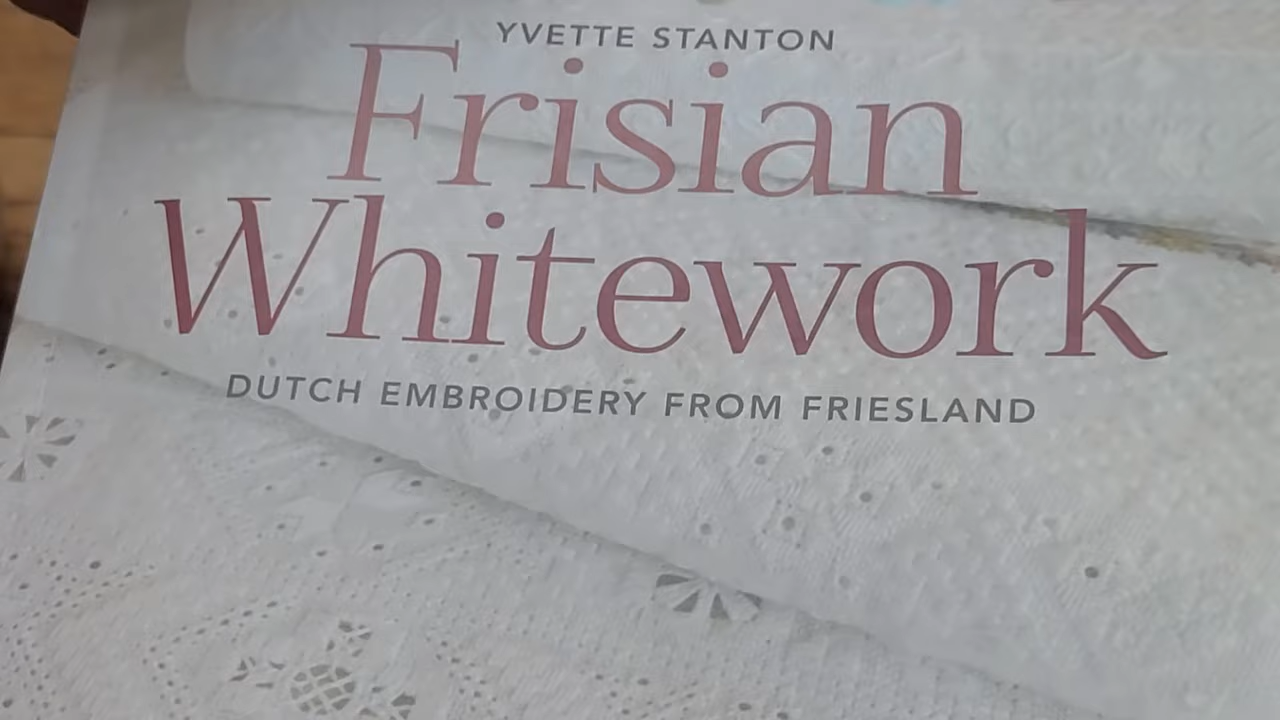 YVETTE STANTON
Frisian
Whitework
DUTCH EMBROIDERY FROM FRIESLAND